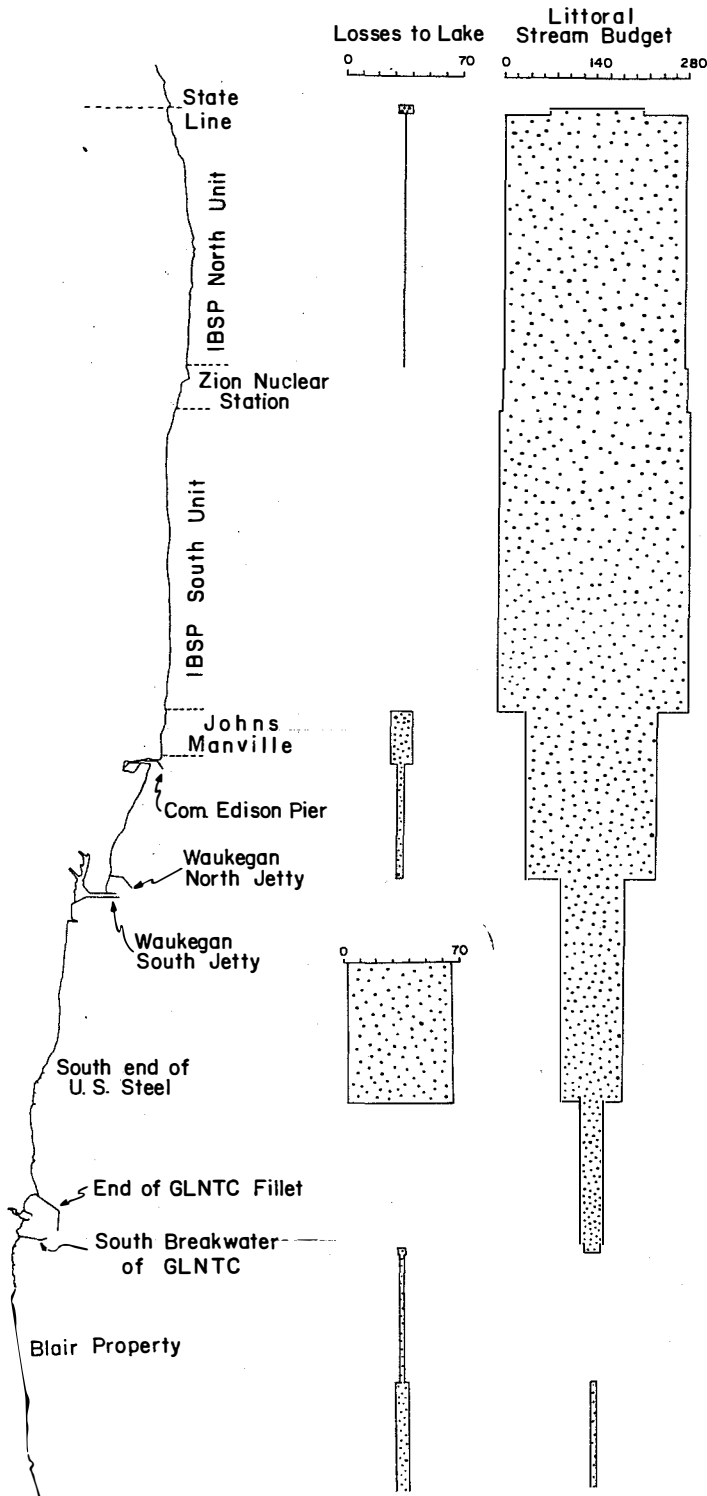 Losses to Lake
0 70
Littoral
Stream Budget
0 140 280
State
Line
IBSP North Unit
Zion Nuclear
Station
IBSP South Unit
Johns
Manville
Com. Edison Pier
Waukegan
North Jetty
Waukegan
South Jetty
0 70
South end of
U. S. Steel
End of GLNTC Fillet
South Breakwater
of GLNTC
Blair Property